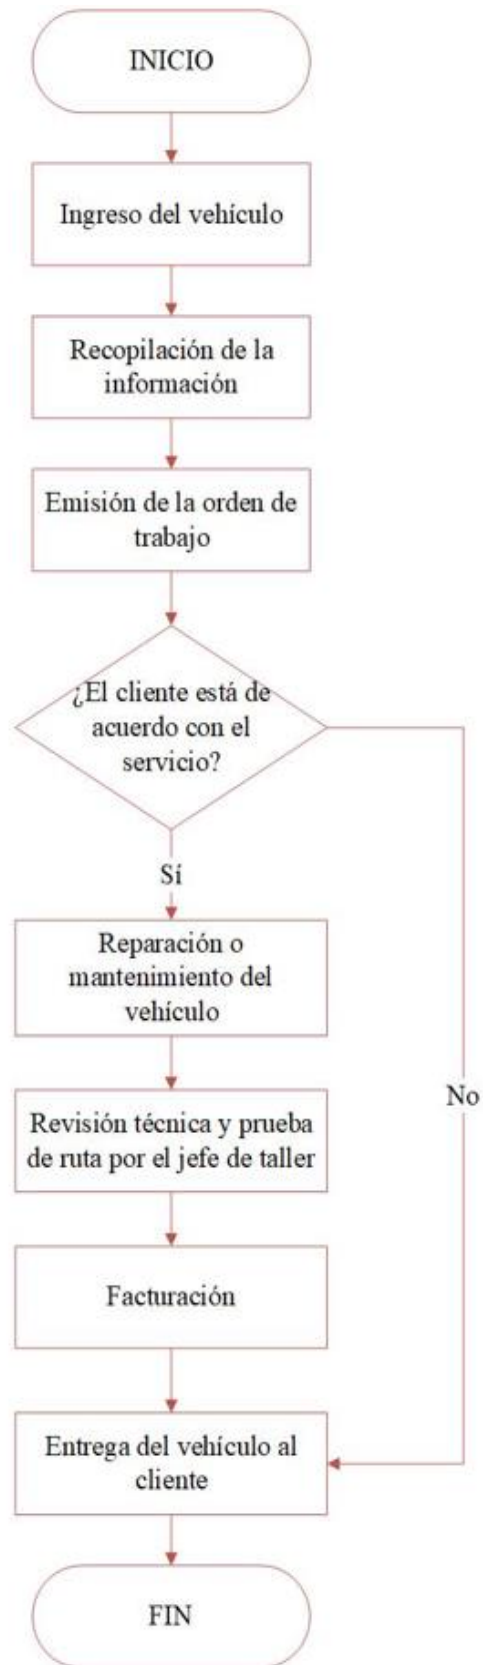 INICIO
Ingreso del vehículo
Recopilación de la
información
Emisión de la orden de
trabajo
¿El cliente está de
acuerdo con el
servicio?
Sí
Reparación o
mantenimiento del
vehículo
Revisión técnica y prueba
de ruta por el jefe de taller
No
Facturación
Entrega del vehículo al
cliente
FIN